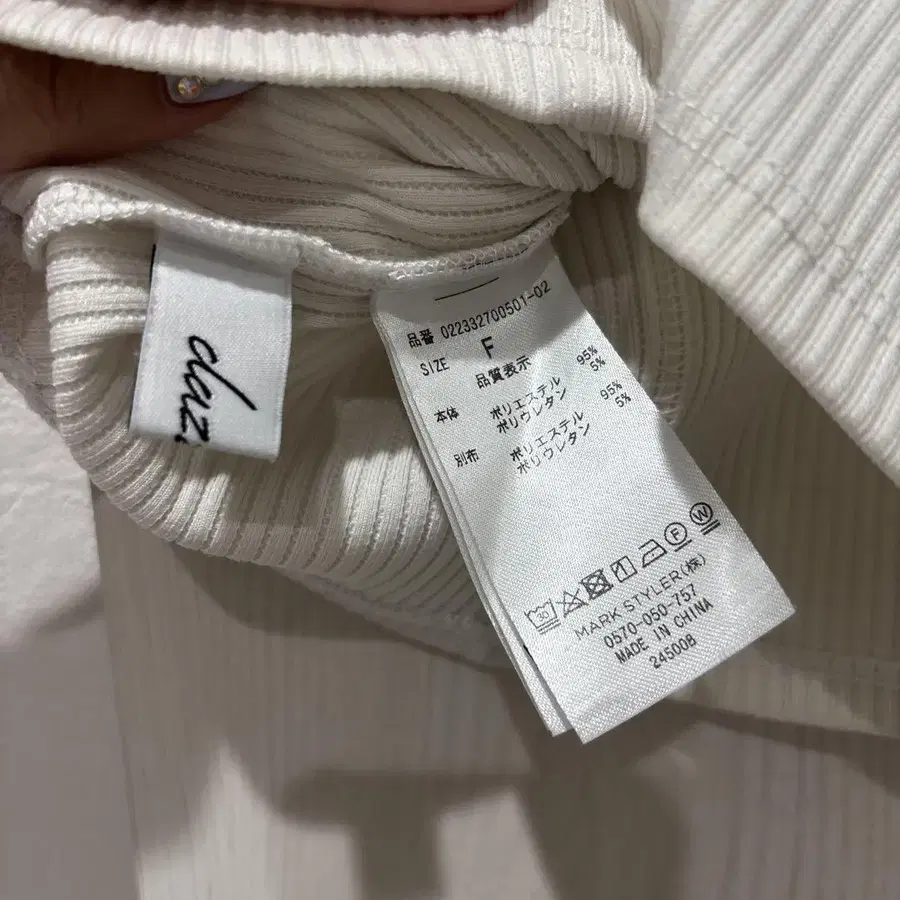 daz
品番 022332700501-02
SIZE F
品質表示
本体 ポリエステル 95%
ポリウレタン 5%
別布 ポリエステル 95%
ポリウレタン 5%
30 F W
MARK STYLER(株)
0570-050-757
MADE IN CHINA
245008